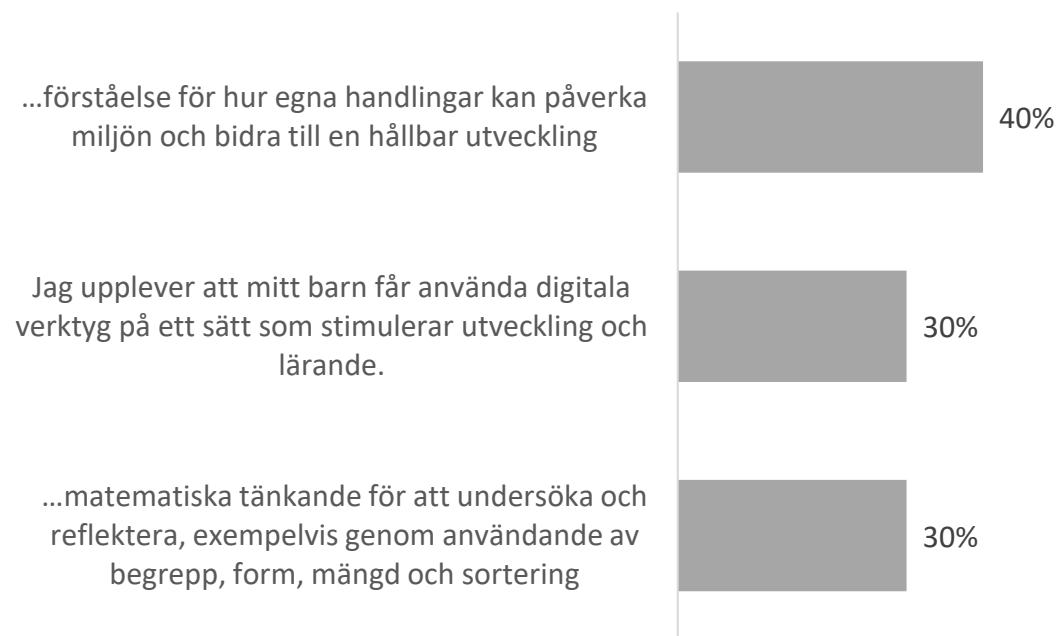 ...förståelse för hur egna handlingar kan påverka
miljön och bidra till en hållbar utveckling
40%
Jag upplever att mitt barn får använda digitala
verktyg på ett sätt som stimulerar utveckling och
lärande.
30%
...matematiska tänkande för att undersöka och
reflektera, exempelvis genom användande av
begrepp, form, mängd och sortering
30%